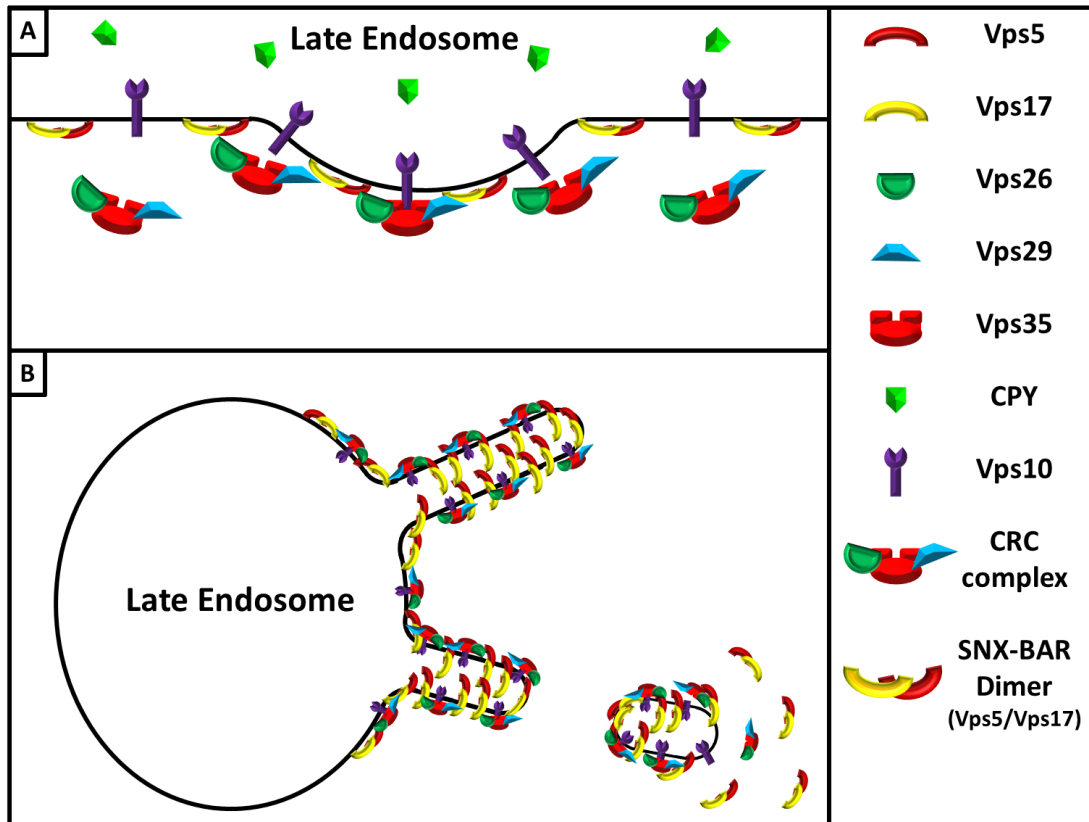 A
Late Endosome
B
Late Endosome
Vps5
Vps17
Vps26
Vps29
Vps35
CPY
Vps10
CRC
complex
SNX-BAR
Dimer
(Vps5/Vps17)